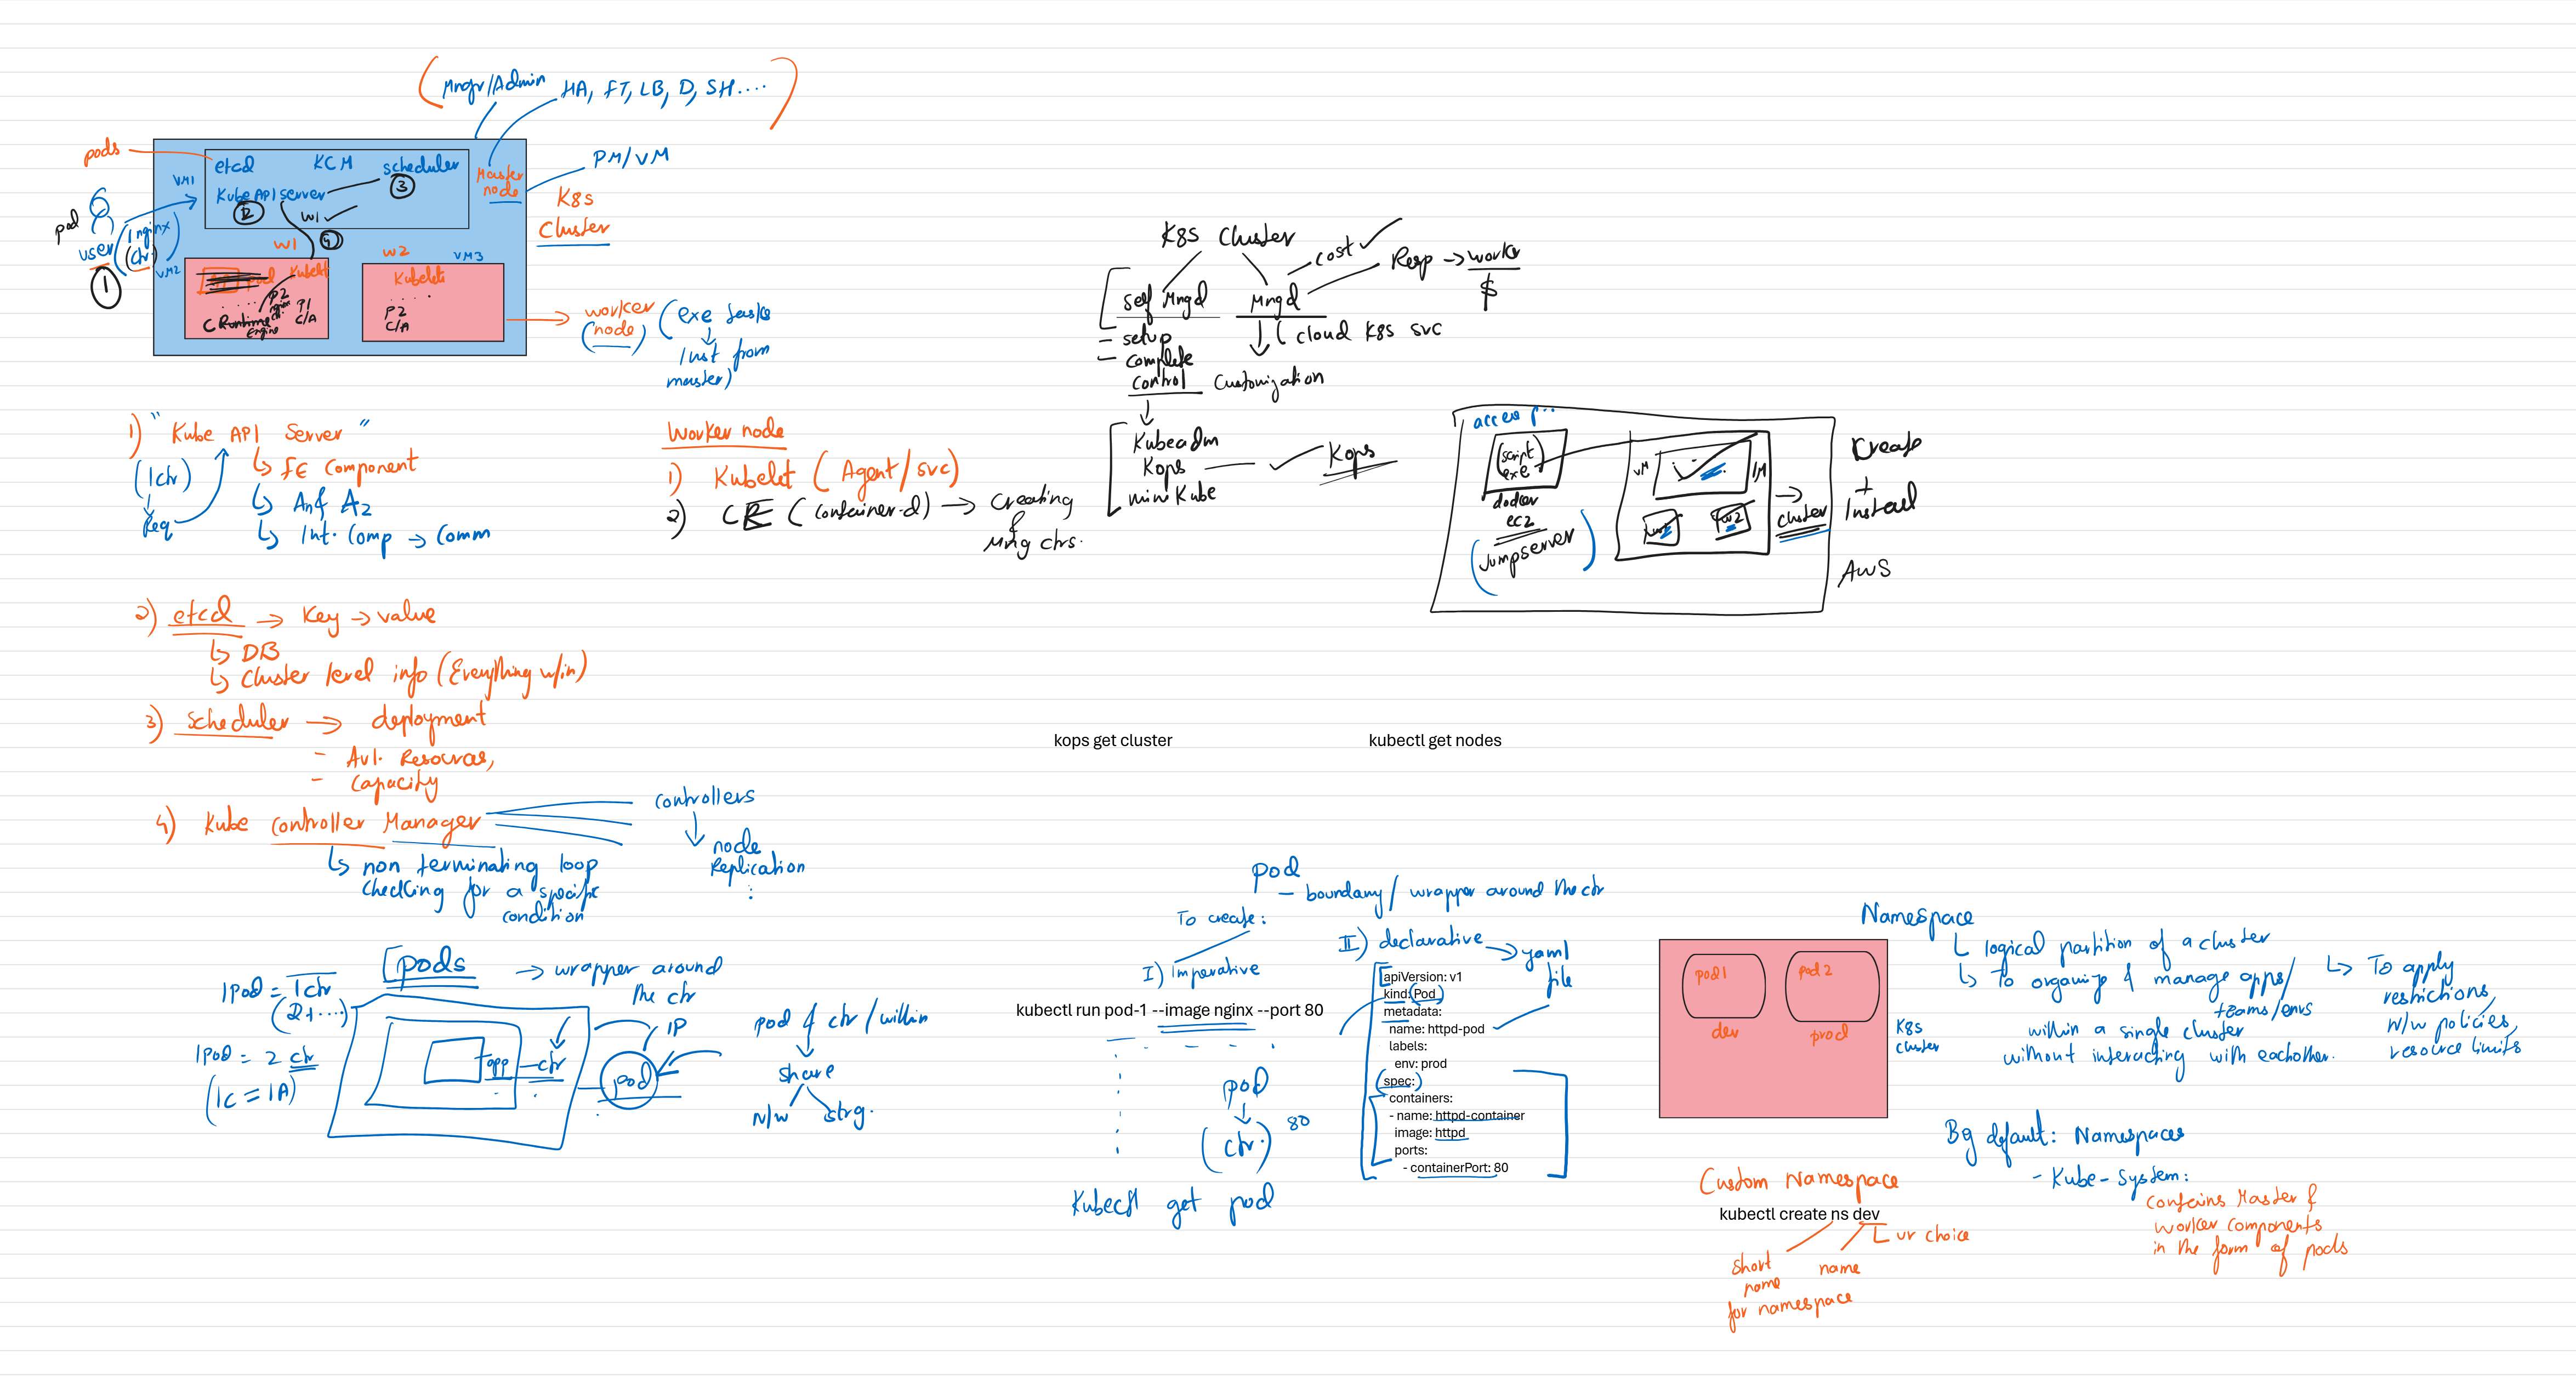 (Mngr/Admin HA, FT, LB, D, SH....)
pods
etcd KCM scheduler
Kube API server
2
3
W1
4
VM1
Master
node
PM/VM
K8s
Cluster
pod
user
(1 nginx
(ctr)
1
VM2
W1
W2
VM3
pod
Kubelet
P2
nginx
ctr
P1
C/A
C Runtime
Engine
Kubelet
....
P2
C/A
worker
(node)
(exe tasks
Inst from
master)
K8s Cluster
self Mngd
Mngd
cost
Resp → worker
$
- setup
- complete
control
customization
( cloud K8s svc
Kubeadm
Kops
miniKube
Kops
(script)
exe
docker
ec2
(Jumpserver)
VM
VM
cluster
Create
+
Install
AWS
1) "Kube API Server"
(1ctr)
Req
↳ FE Component
↳ An & Az
↳ Int. Comp → Comm
Worker node
1) Kubelet (Agent/svc)
2) CRE (container-d) → Creating
&
Mng ctrs.
2) etcd → Key → value
↳ DB
↳ Cluster level info (Everything w/in)
3) Scheduler → deployment
- Avl. Resources,
- Capacity
4) Kube Controller Manager
controllers
↓
node
Replication
:
↳ non terminating loop
checking for a specific
condition
kops get cluster
kubectl get nodes
[pods → wrapper around
the ctr
1Pod = 1ctr
(2+...)
1Pod = 2 ctr
(1C = 1A)
app
ctr
IP
pod
pod & ctr/within
↓
share
N/w strg.
pod
- boundary/wrapper around the ctr
To create:
I) Imperative
kubectl run pod-1 --image nginx --port 80
pod
↓
(ctr.) 80
Kubectl get pod
II) declarative → yaml
file
apiVersion: v1
kind: Pod
metadata:
name: httpd-pod
labels:
env: prod
spec:
containers:
- name: httpd-container
image: httpd
ports:
- containerPort: 80
pod1
dev
pod2
prod
K8s
cluster
Namespace
↳ logical partition of a cluster
↳ To organize & manage apps/
teams/envs
within a single cluster
without interacting with eachother.
↳ To apply
restrictions,
N/w policies,
resource limits
By default: Namespaces
- Kube-System:
contains Master &
worker components
in the form of pods
Custom Namespace
kubectl create ns dev
short
name
for namespace
name
ur choice